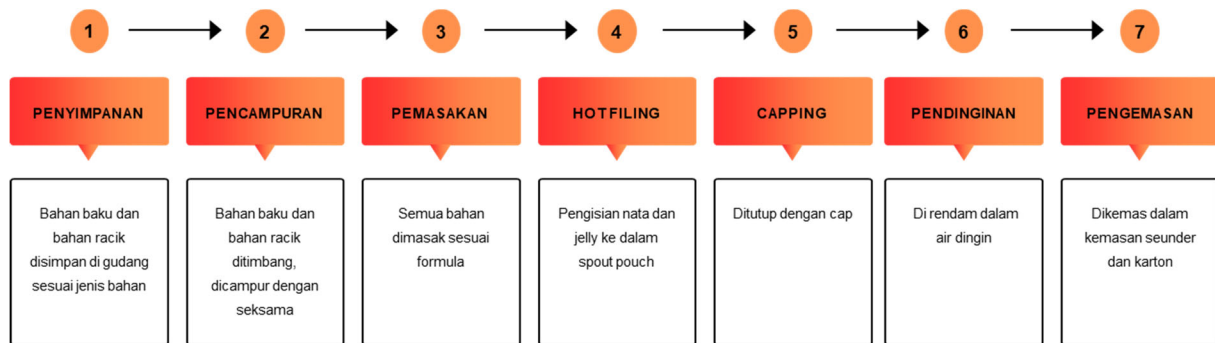 1
2
3
4
5
6
7
PENYIMPANAN
PENCAMPURAN
PEMASAKAN
HOTFILING
CAPPING
PENDINGINAN
PENGEMASAN
Bahan baku dan
bahan racik
disimpan di gudang
sesuai jenis bahan
Bahan baku dan
bahan racik
ditimbang,
dicampur dengan
seksama
Semua bahan
dimasak sesuai
formula
Pengisian nata dan
jelly ke dalam
spout pouch
Ditutup dengan cap
Di rendam dalam
air dingin
Dikemas dalam
kemasan seunder
dan karton